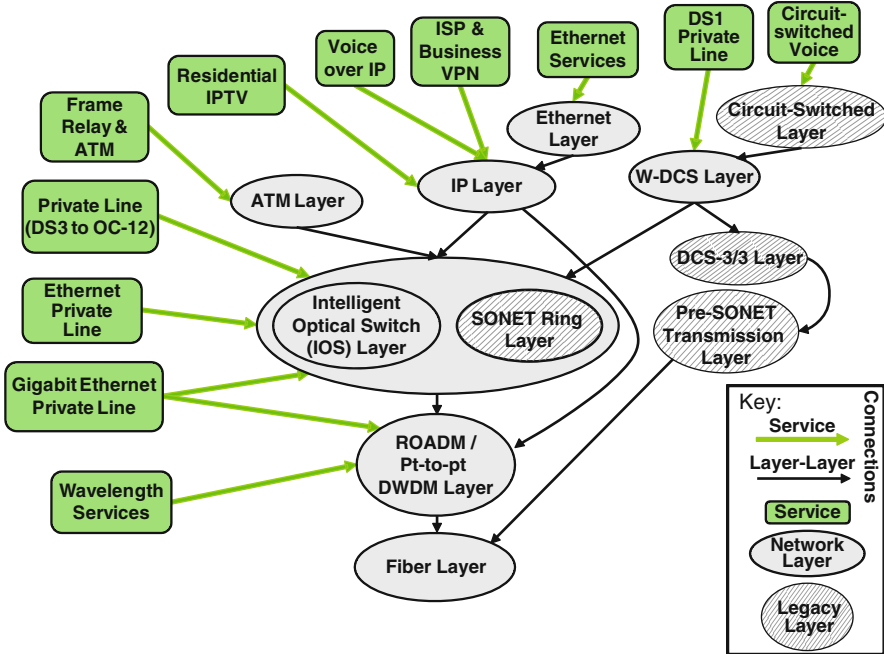 Circuit-
switched
Voice
DS1
Private
Line
ISP &
Business
VPN
Ethernet
Services
Voice
over IP
Residential
IPTV
Frame
Relay &
ATM
Ethernet
Layer
Circuit-Switched
Layer
IP Layer
W-DCS Layer
ATM Layer
Private Line
(DS3 to OC-12)
DCS-3/3 Layer
Ethernet
Private
Line
Intelligent
Optical Switch
(IOS) Layer
SONET Ring
Layer
Pre-SONET
Transmission
Layer
Gigabit Ethernet
Private Line
ROADM /
Pt-to-pt
DWDM Layer
Wavelength
Services
Fiber Layer
Key:
Service
Layer-Layer
Connections
Service
Network
Layer
Legacy
Layer